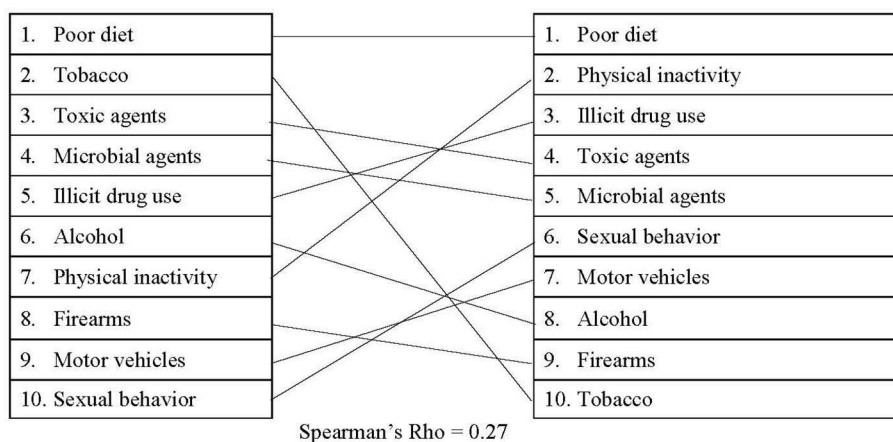 1. Poor diet
2. Tobacco
3. Toxic agents
4. Microbial agents
5. Illicit drug use
6. Alcohol
7. Physical inactivity
8. Firearms
9. Motor vehicles
10. Sexual behavior
1. Poor diet
2. Physical inactivity
3. Illicit drug use
4. Toxic agents
5. Microbial agents
6. Sexual behavior
7. Motor vehicles
8. Alcohol
9. Firearms
10. Tobacco
Spearman's Rho = 0.27